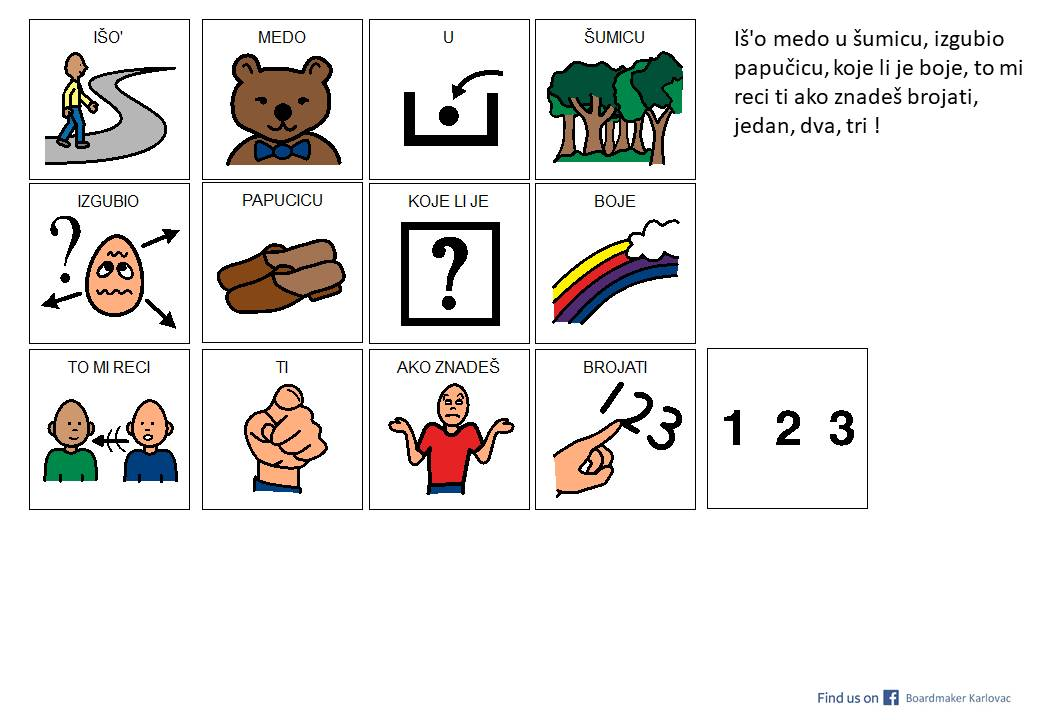 IŠO'
MEDO
U
ŠUMICU
Iš'o medo u šumicu, izgubio
papučicu, koje li je boje, to mi
reci ti ako znadeš brojati,
jedan, dva, tri !
IZGUBIO
PAPUCICU
KOJE LI JE
BOJE
?
?
TO MI RECI
TI
AKO ZNADEŠ
BROJATI
123
1 2 3
Find us on f Boardmaker Karlovac